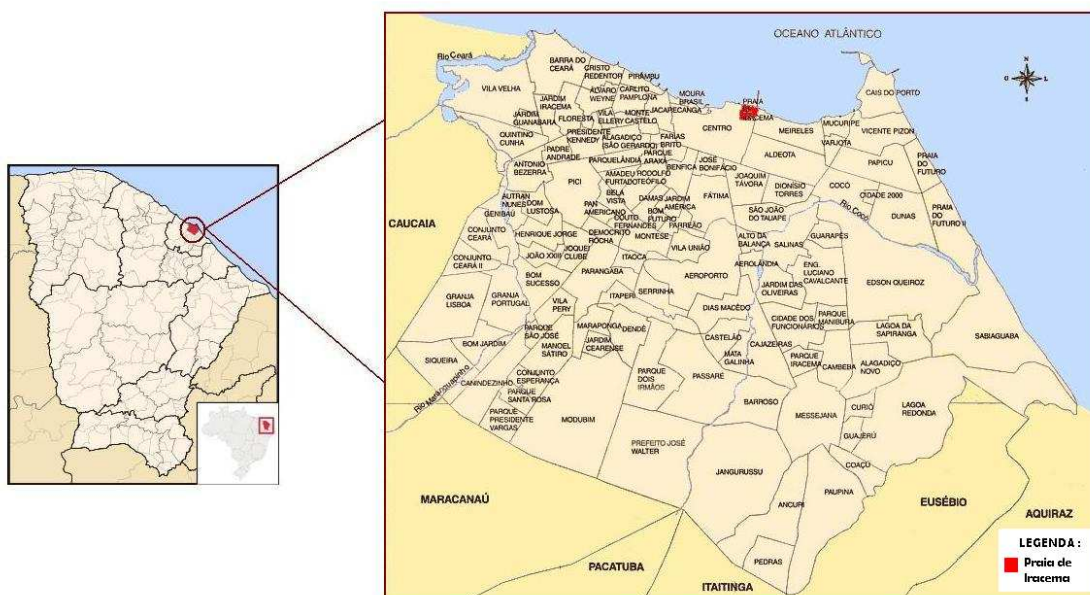 OCEANO ATLÂNTICO
Rio Ceará
BARRA DO
CEARÁ
CRISTO
REDENTOR
PIRÂMBU
VILA VELHA
JARDIM
IRACEMA
ÁLVARO
WEYNE
CARLITO
PAMPLONA
MOURA
BRASIL
PRAIA
IRACEMA
CAIS DO PORTO
JARDIM
GUANABARA
FLORESTA
VILA
ELLERY
MONTE
CASTELO
JACARECANGA
CENTRO
MEIRELES
MUCURIPE
VARJOTA
VICENTE PIZON
QUINTINO
CUNHA
PRESIDENTE
KENNEDY
ALAGADIÇO
(SÃO GERARDO)
FARIAS
BRITO
PADRE
ANDRADE
PARQUE
ARAXÁ
ALDEOTA
ANTONIO
BEZERRA
PARQUELÂNDIA
BENFICA
JOSÉ
BONIFÁCIO
PAPICU
PRAIA
DO
FUTURO
PICI
AMADEU
FURTADO
RODOLFO
TEÓFILO
JOAQUIM
TÁVORA
DIONÍSIO
TORRES
COCÓ
CIDADE 2000
AUTRAN
NUNES
DOM
LUSTOSA
BELA
VISTA
DAMAS
JARDIM
AMÉRICA
FÁTIMA
GENIBAÚ
PAN
AMERICANO
COUTO
FERNANDES
BOM
FUTURO
PARREÃO
SÃO JOÃO
DO TAUAPE
Rio Cocó
DUNAS
PRAIA
DO
FUTURO II
CAUCAIA
CONJUNTO
CEARÁ
HENRIQUE JORGE
DEMÓCRITO
ROCHA
MONTESE
VILA UNIÃO
ALTO DA
BALANÇA
SALINAS
GUARAPES
CONJUNTO
CEARÁ II
JOÃO XXIII
JOQUEI
CLUBE
ITAOCA
AEROLÂNDIA
ENG.
LUCIANO
CAVALCANTE
BOM
SUCESSO
PARANGABA
AEROPORTO
JARDIM DAS
OLIVEIRAS
EDSON QUEIROZ
GRANJA
LISBOA
GRANJA
PORTUGAL
VILA
PERY
ITAPERI
SERRINHA
DIAS MACÊDO
CIDADE DOS
FUNCIONÁRIOS
PARQUE
MANIBURA
LAGOA DA
SAPIRANGA
SABIAGUABA
PARQUE
SÃO JOSÉ
MARAPONGA
DENDÊ
CASTELÃO
CAJAZEIRAS
BOM JARDIM
MANOEL
SÁTIRO
JARDIM
CEARENSE
MATA
GALINHA
PARQUE
IRACEMA
CAMBEBA
ALAGADIÇO
NOVO
SIQUEIRA
CANINDEZINHO
CONJUNTO
ESPERANÇA
PARQUE
DOIS
IRMÃOS
PASSARÉ
Rio Maranguapinho
PARQUE
SANTA ROSA
BARROSO
MESSEJANA
CURIÓ
LAGOA
REDONDA
PARQUE
PRESIDENTE
VARGAS
MODUBIM
PREFEITO JOSÉ
WALTER
GUAJERÚ
JANGURUSSU
COAÇU
PAUPINA
ANCURI
PEDRAS
MARACANAÚ
EUSÉBIO
AQUIRAZ
PACATUBA
ITAITINGA
LEGENDA :
Praia de
Iracema